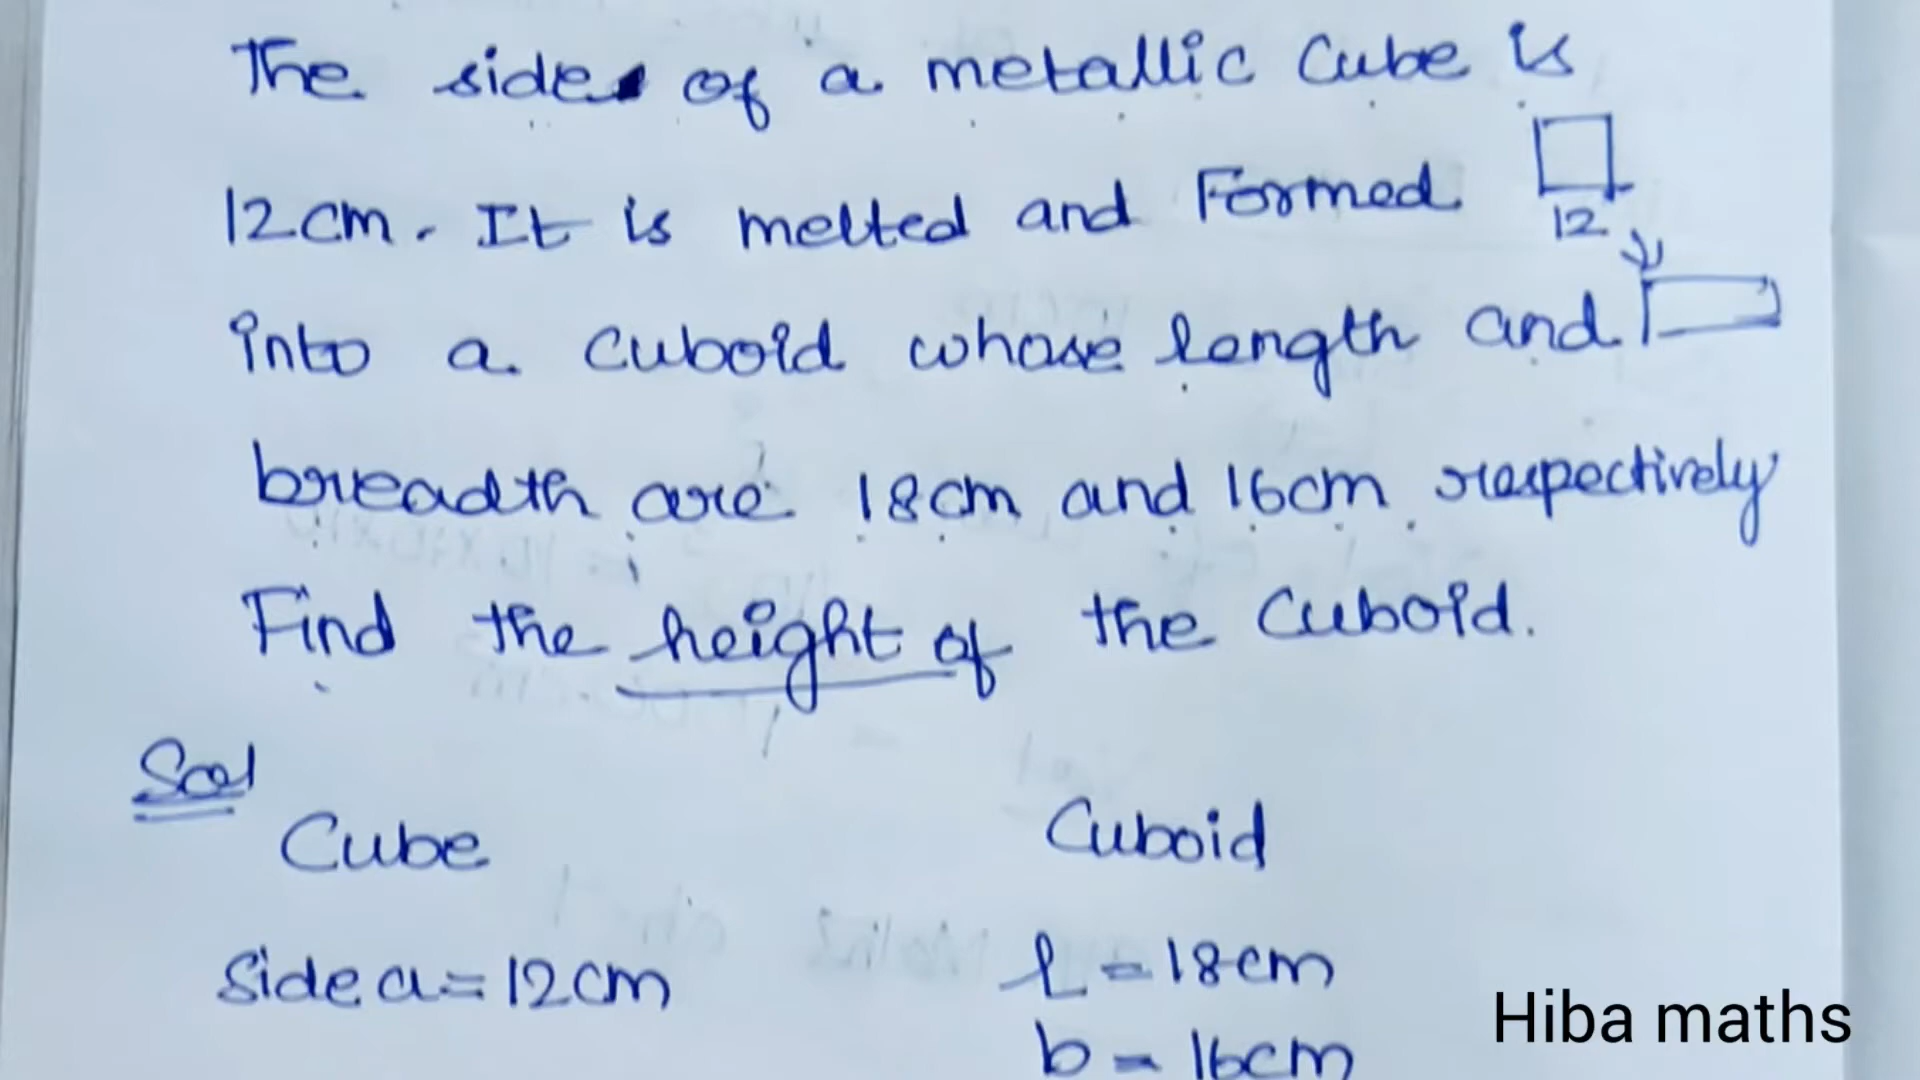 The side of a metallic Cube is
12cm. It is melted and Formed
12
into a Cuboid whose length and
breadth are 18cm and 16cm respectively
Find the height of the Cuboid.
Sol
Cube
Cuboid
Side a = 12cm
l = 18cm
b = 16cm
Hiba maths